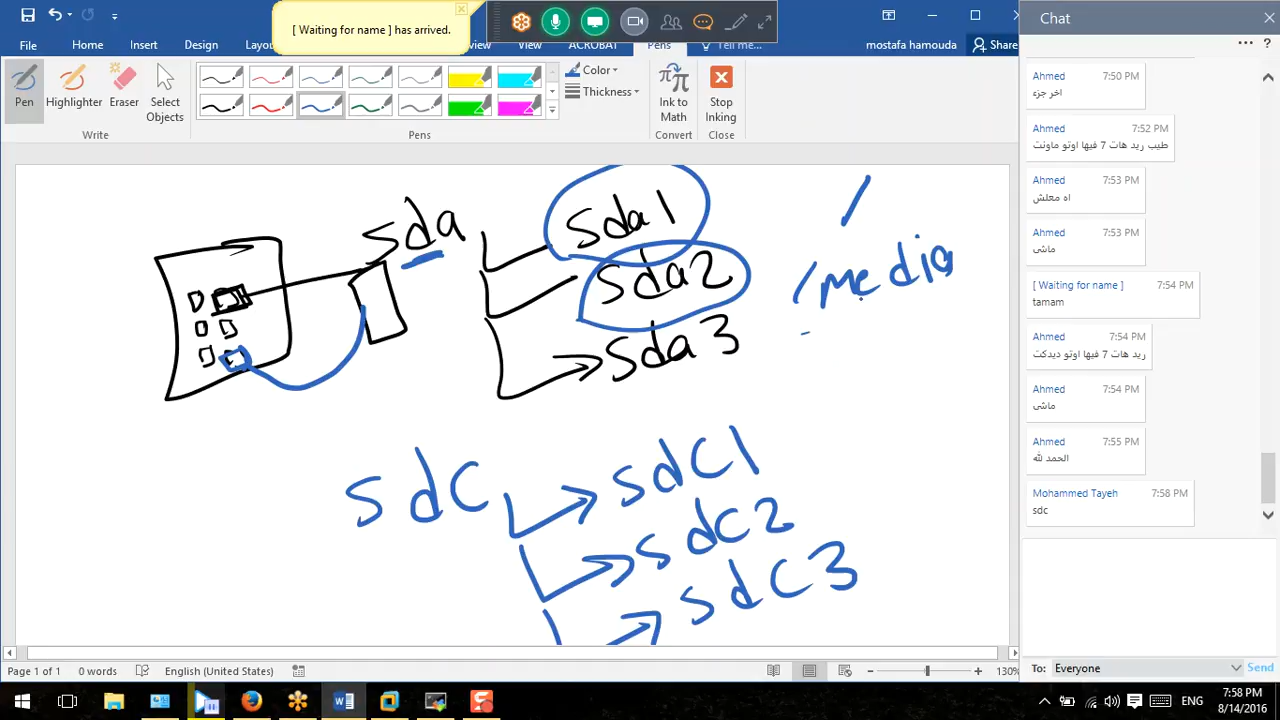 [ Waiting for name ] has arrived.
File
Home
Insert
Design
ACROBAT
Pens
Tell me...
mostafa hamouda
Share
Pen
Highlighter
Eraser
Select Objects
Color
Thickness
Ink to Math
Stop Inking
Write
Pens
Convert
Close
sda
sda1
sda2
sda3
/
/media
sdc
sdc1
sdc2
sdc3
Chat
Ahmed 7:50 PM
اخر جزء
Ahmed 7:52 PM
طيب ريد هات 7 فيها اوتو ماونت
Ahmed 7:53 PM
اه معلش
Ahmed 7:53 PM
ماشى
[ Waiting for name ] 7:54 PM
tamam
Ahmed 7:54 PM
ريد هات 7 فيها اوتو ديدكت
Ahmed 7:54 PM
ماشى
Ahmed 7:55 PM
الحمد لله
Mohammed Tayeh 7:58 PM
sdc
To: Everyone Send
Page 1 of 1 0 words English (United States) 130%
ENG
7:58 PM
8/14/2016